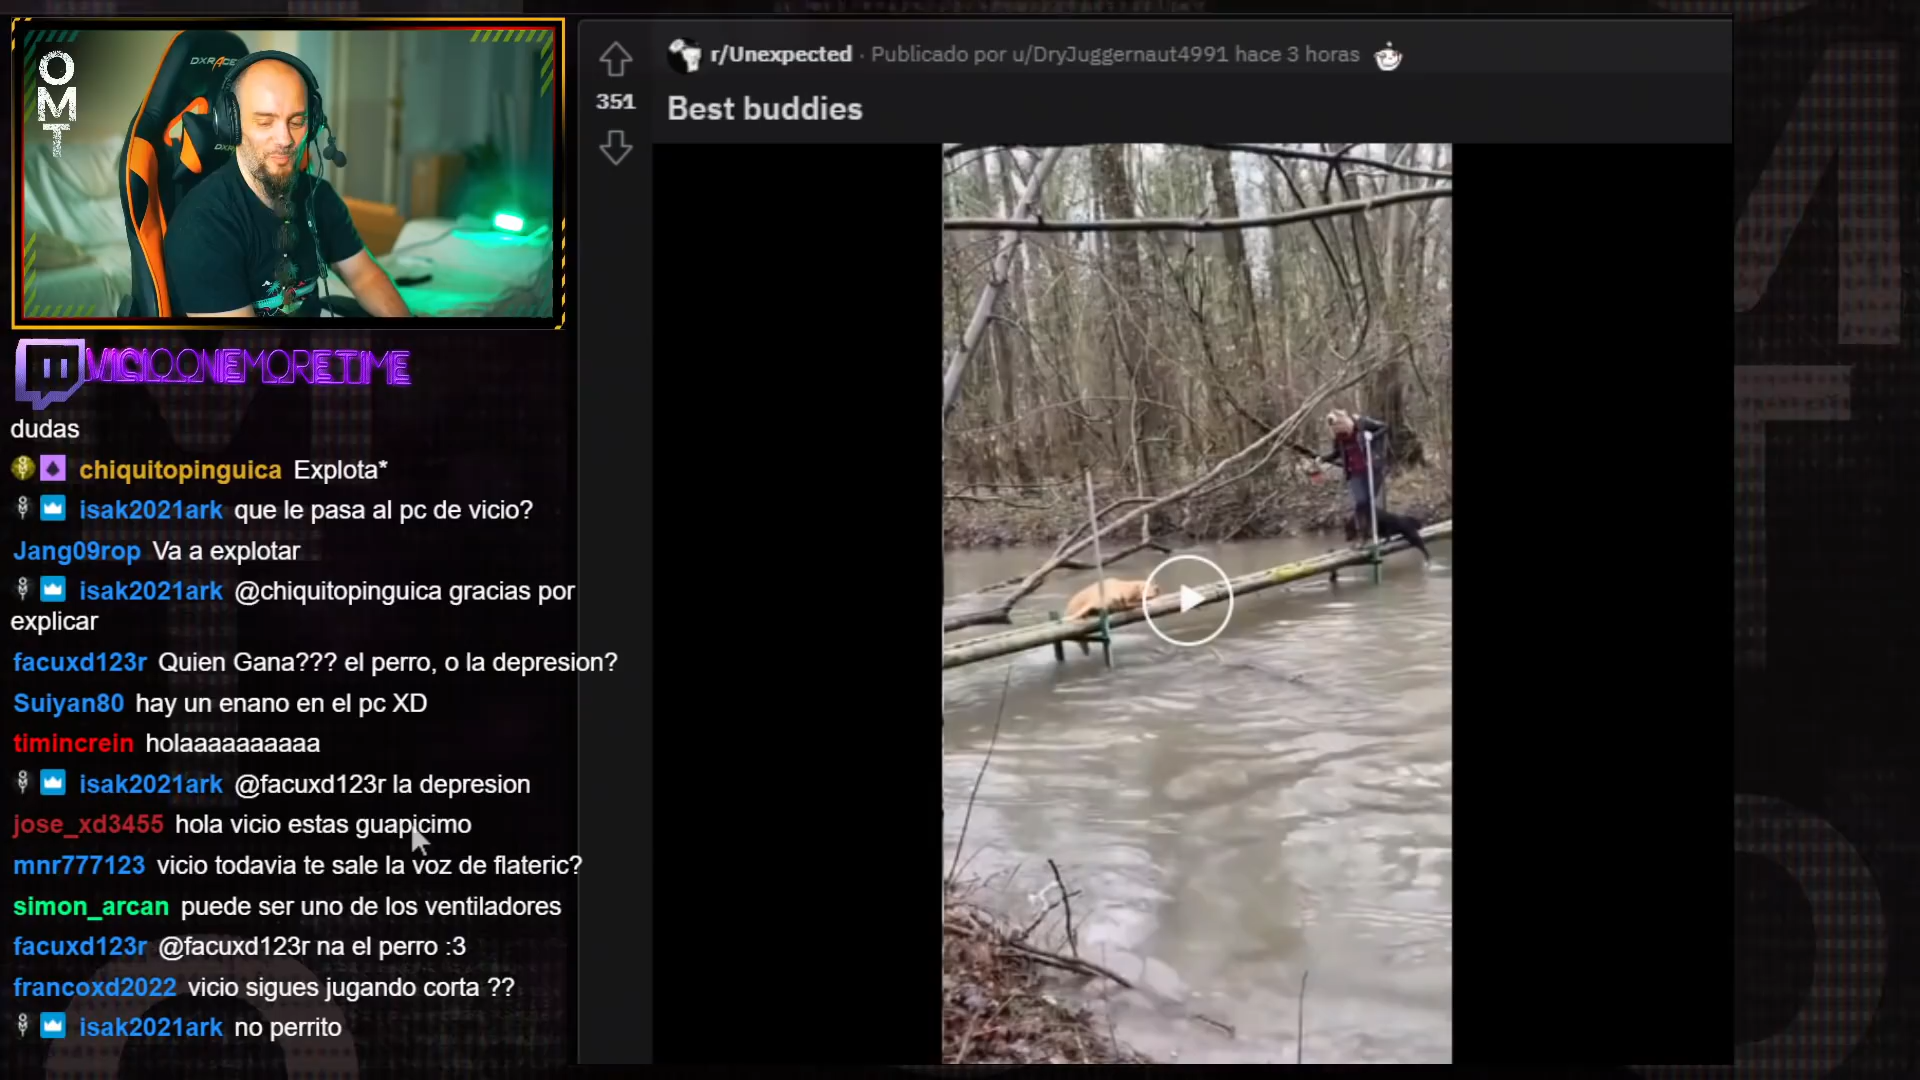 OMT
DXRACER
VICIOONEMORETIME
dudas
chiquitopinguica Explota*
isak2021ark que le pasa al pc de vicio?
Jang09rop Va a explotar
isak2021ark @chiquitopinguica gracias por
explicar
facuxd123r Quien Gana??? el perro, o la depresion?
Suiyan80 hay un enano en el pc XD
timincrein holaaaaaaaaaa
isak2021ark @facuxd123r la depresion
jose_xd3455 hola vicio estas guapicimo
mnr777123 vicio todavia te sale la voz de flateric?
simon_arcan puede ser uno de los ventiladores
facuxd123r @facuxd123r na el perro :3
francoxd2022 vicio sigues jugando corta ??
isak2021ark no perrito
r/Unexpected · Publicado por u/DryJuggernaut4991 hace 3 horas
351
Best buddies